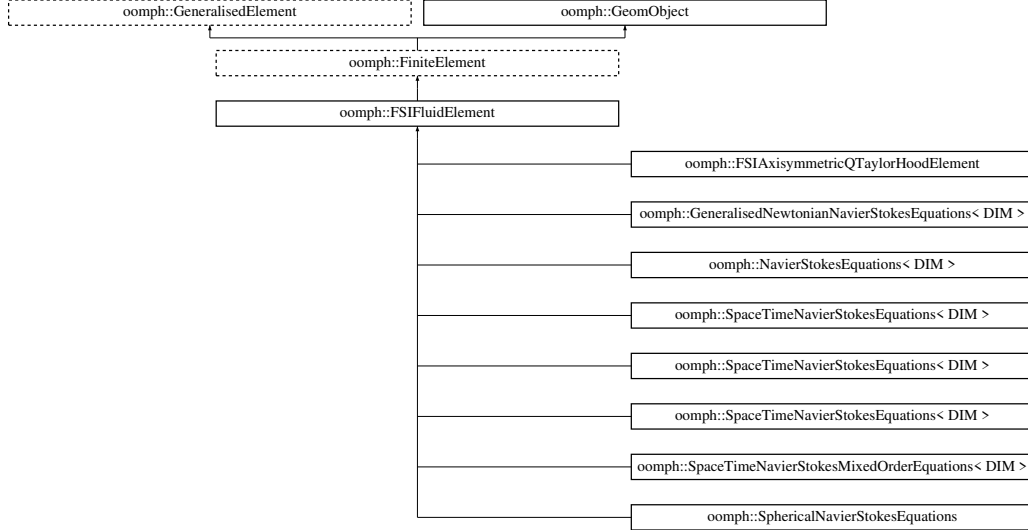 oomph::GeneralisedElement
oomph::GeomObject
oomph::FiniteElement
oomph::FSIFluidElement
oomph::FSIAxisymmetricQTaylorHoodElement
oomph::GeneralisedNewtonianNavierStokesEquations< DIM >
oomph::NavierStokesEquations< DIM >
oomph::SpaceTimeNavierStokesEquations< DIM >
oomph::SpaceTimeNavierStokesEquations< DIM >
oomph::SpaceTimeNavierStokesEquations< DIM >
oomph::SpaceTimeNavierStokesMixedOrderEquations< DIM >
oomph::SphericalNavierStokesEquations